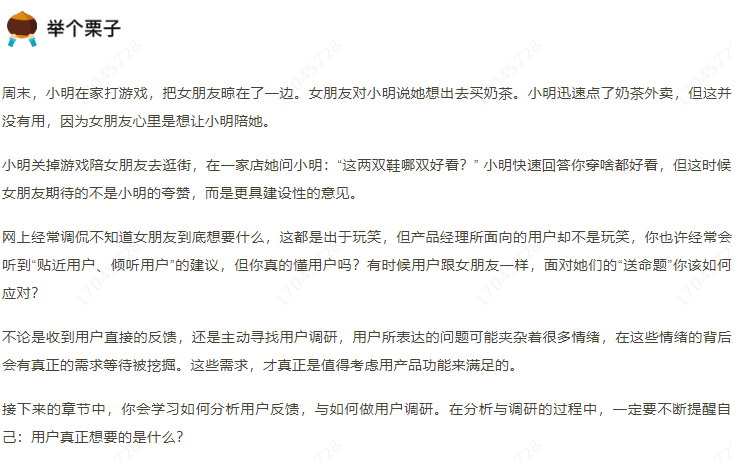 举个栗子
周末，小明在家打游戏，把女朋友晾在了一边。女朋友对小明说她想出去买奶茶。小明迅速点了奶茶外卖，但这并
没有用，因为女朋友心里是想让小明陪她。
小明关掉游戏陪女朋友去逛街，在一家店她问小明：“这两双鞋哪双好看？” 小明快速回答你穿啥都好看，但这时候
女朋友期待的不是小明的夸赞，而是更具建设性的意见。
网上经常调侃不知道女朋友到底想要什么，这都是出于玩笑，但产品经理所面向的用户却不是玩笑，你也许经常会
听到“贴近用户、倾听用户”的建议，但你真的懂用户吗？有时候用户跟女朋友一样，面对她们的“送命题”你该如何
应对？
不论是收到用户直接的反馈，还是主动寻找用户调研，用户所表达的问题可能夹杂着很多情绪，在这些情绪的背后
会有真正的需求等待被挖掘。这些需求，才真正是值得考虑用产品功能来满足的。
接下来的章节中，你会学习如何分析用户反馈，与如何做用户调研。在分析与调研的过程中，一定要不断提醒自
己：用户真正想要的是什么？